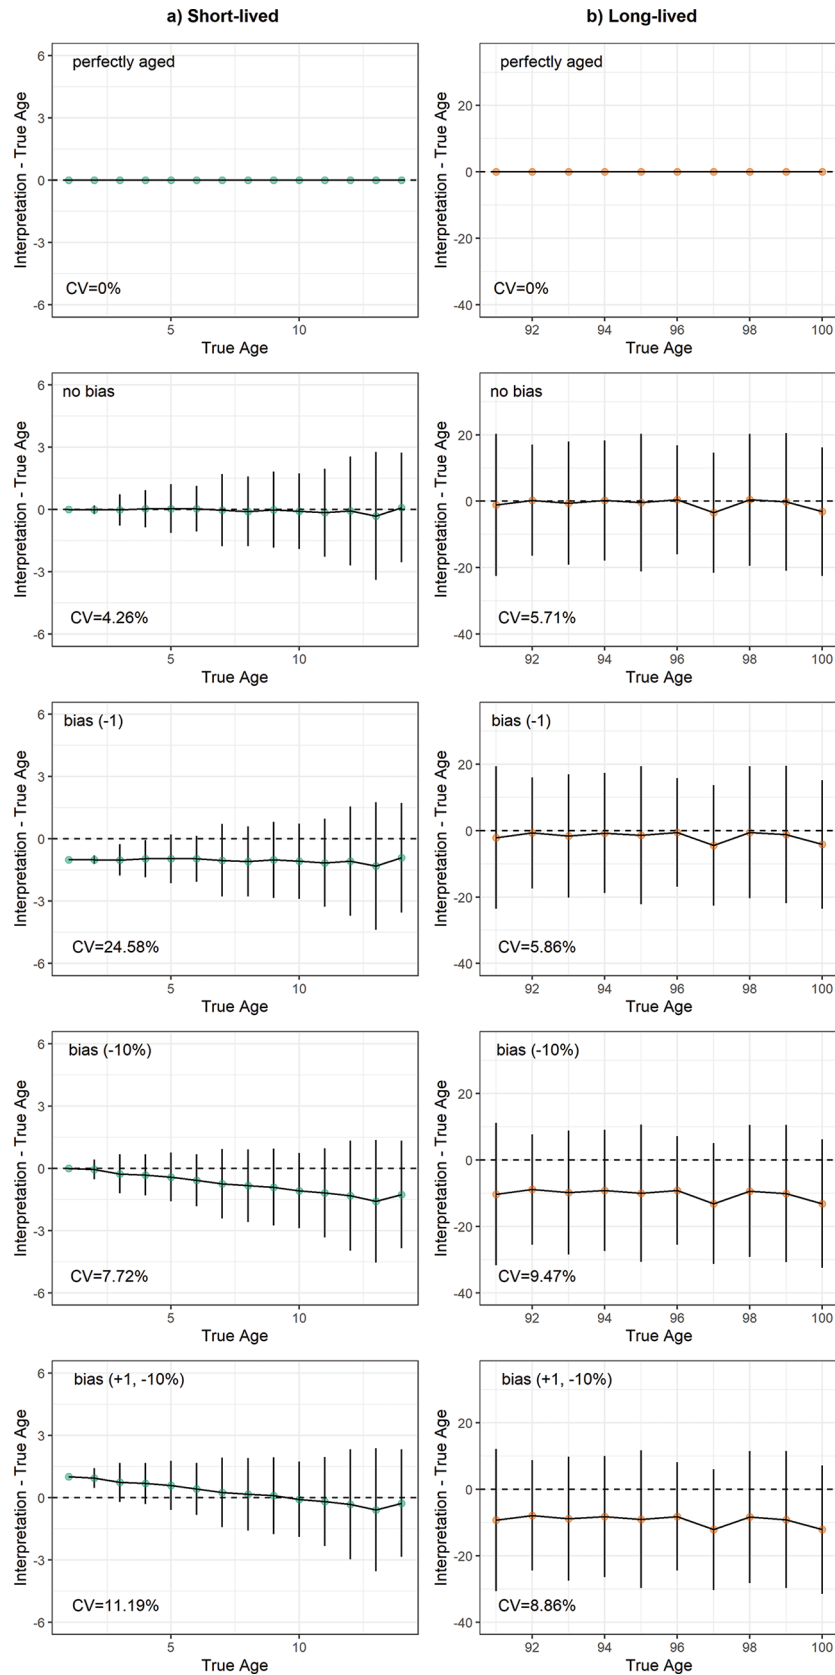 a) Short-lived
b) Long-lived
perfectly aged
Interpretation - True Age
6
3
0
-3
-6
CV=0%
5
10
True Age
perfectly aged
Interpretation - True Age
20
0
-20
-40
CV=0%
92
94
96
98
100
True Age
no bias
Interpretation - True Age
6
3
0
-3
-6
CV=4.26%
5
10
True Age
no bias
Interpretation - True Age
20
0
-20
-40
CV=5.71%
92
94
96
98
100
True Age
bias (-1)
Interpretation - True Age
6
3
0
-3
-6
CV=24.58%
5
10
True Age
bias (-1)
Interpretation - True Age
20
0
-20
-40
CV=5.86%
92
94
96
98
100
True Age
bias (-10%)
Interpretation - True Age
6
3
0
-3
-6
CV=7.72%
5
10
True Age
bias (-10%)
Interpretation - True Age
20
0
-20
-40
CV=9.47%
92
94
96
98
100
True Age
bias (+1, -10%)
Interpretation - True Age
6
3
0
-3
-6
CV=11.19%
5
10
True Age
bias (+1, -10%)
Interpretation - True Age
20
0
-20
-40
CV=8.86%
92
94
96
98
100
True Age